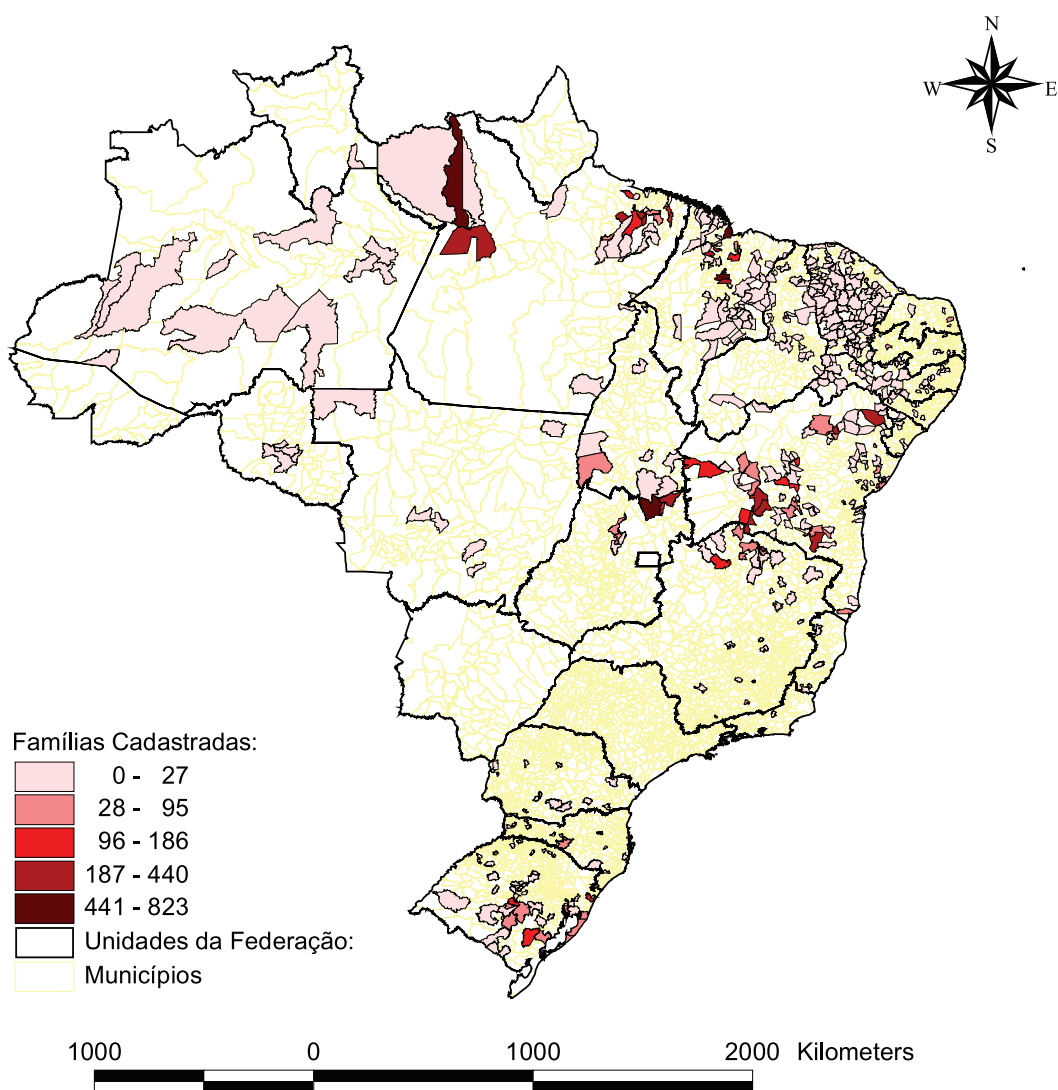 N
W E
S
Famílias Cadastradas:
0 - 27
28 - 95
96 - 186
187 - 440
441 - 823
Unidades da Federação:
Municípios
1000 0 1000 2000 Kilometers